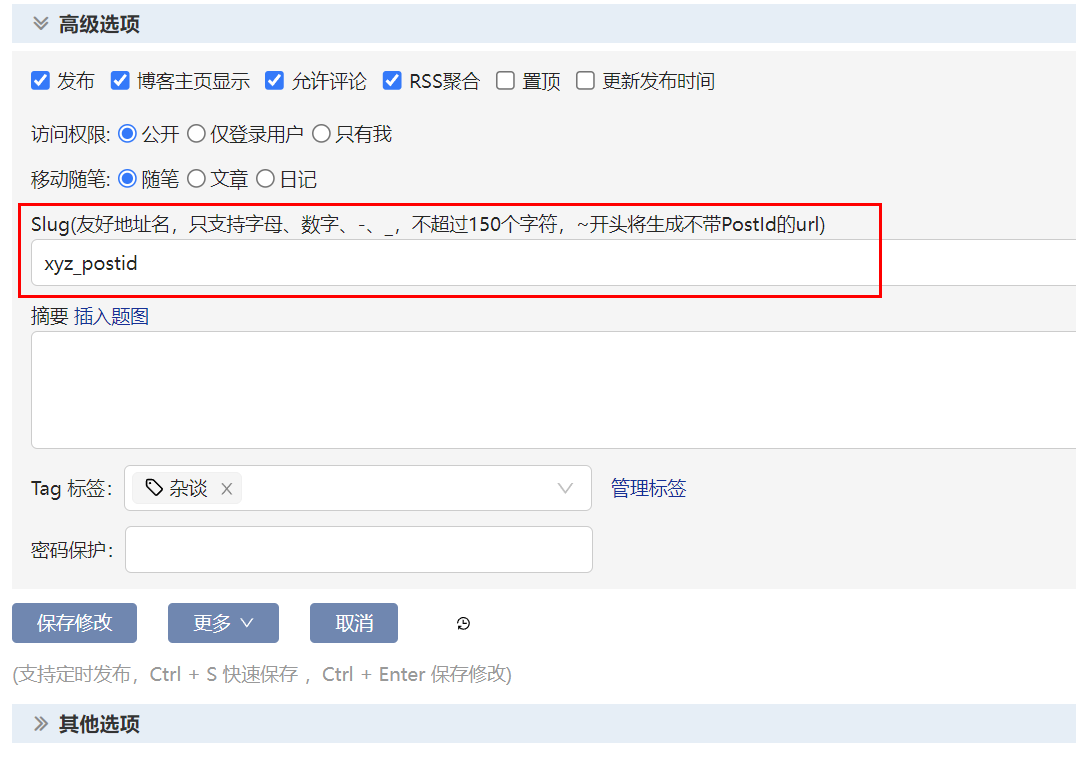 高级选项
发布 博客主页显示 允许评论 RSS聚合 置顶 更新发布时间
访问权限: 公开 仅登录用户 只有我
移动随笔: 随笔 文章 日记
Slug(友好地址名，只支持字母、数字、-、_，不超过150个字符，~开头将生成不带PostId的url)
xyz_postid
摘要 插入题图
Tag 标签: 杂谈 管理标签
密码保护:
保存修改 更多 取消
(支持定时发布，Ctrl + S 快速保存 ，Ctrl + Enter 保存修改)
其他选项